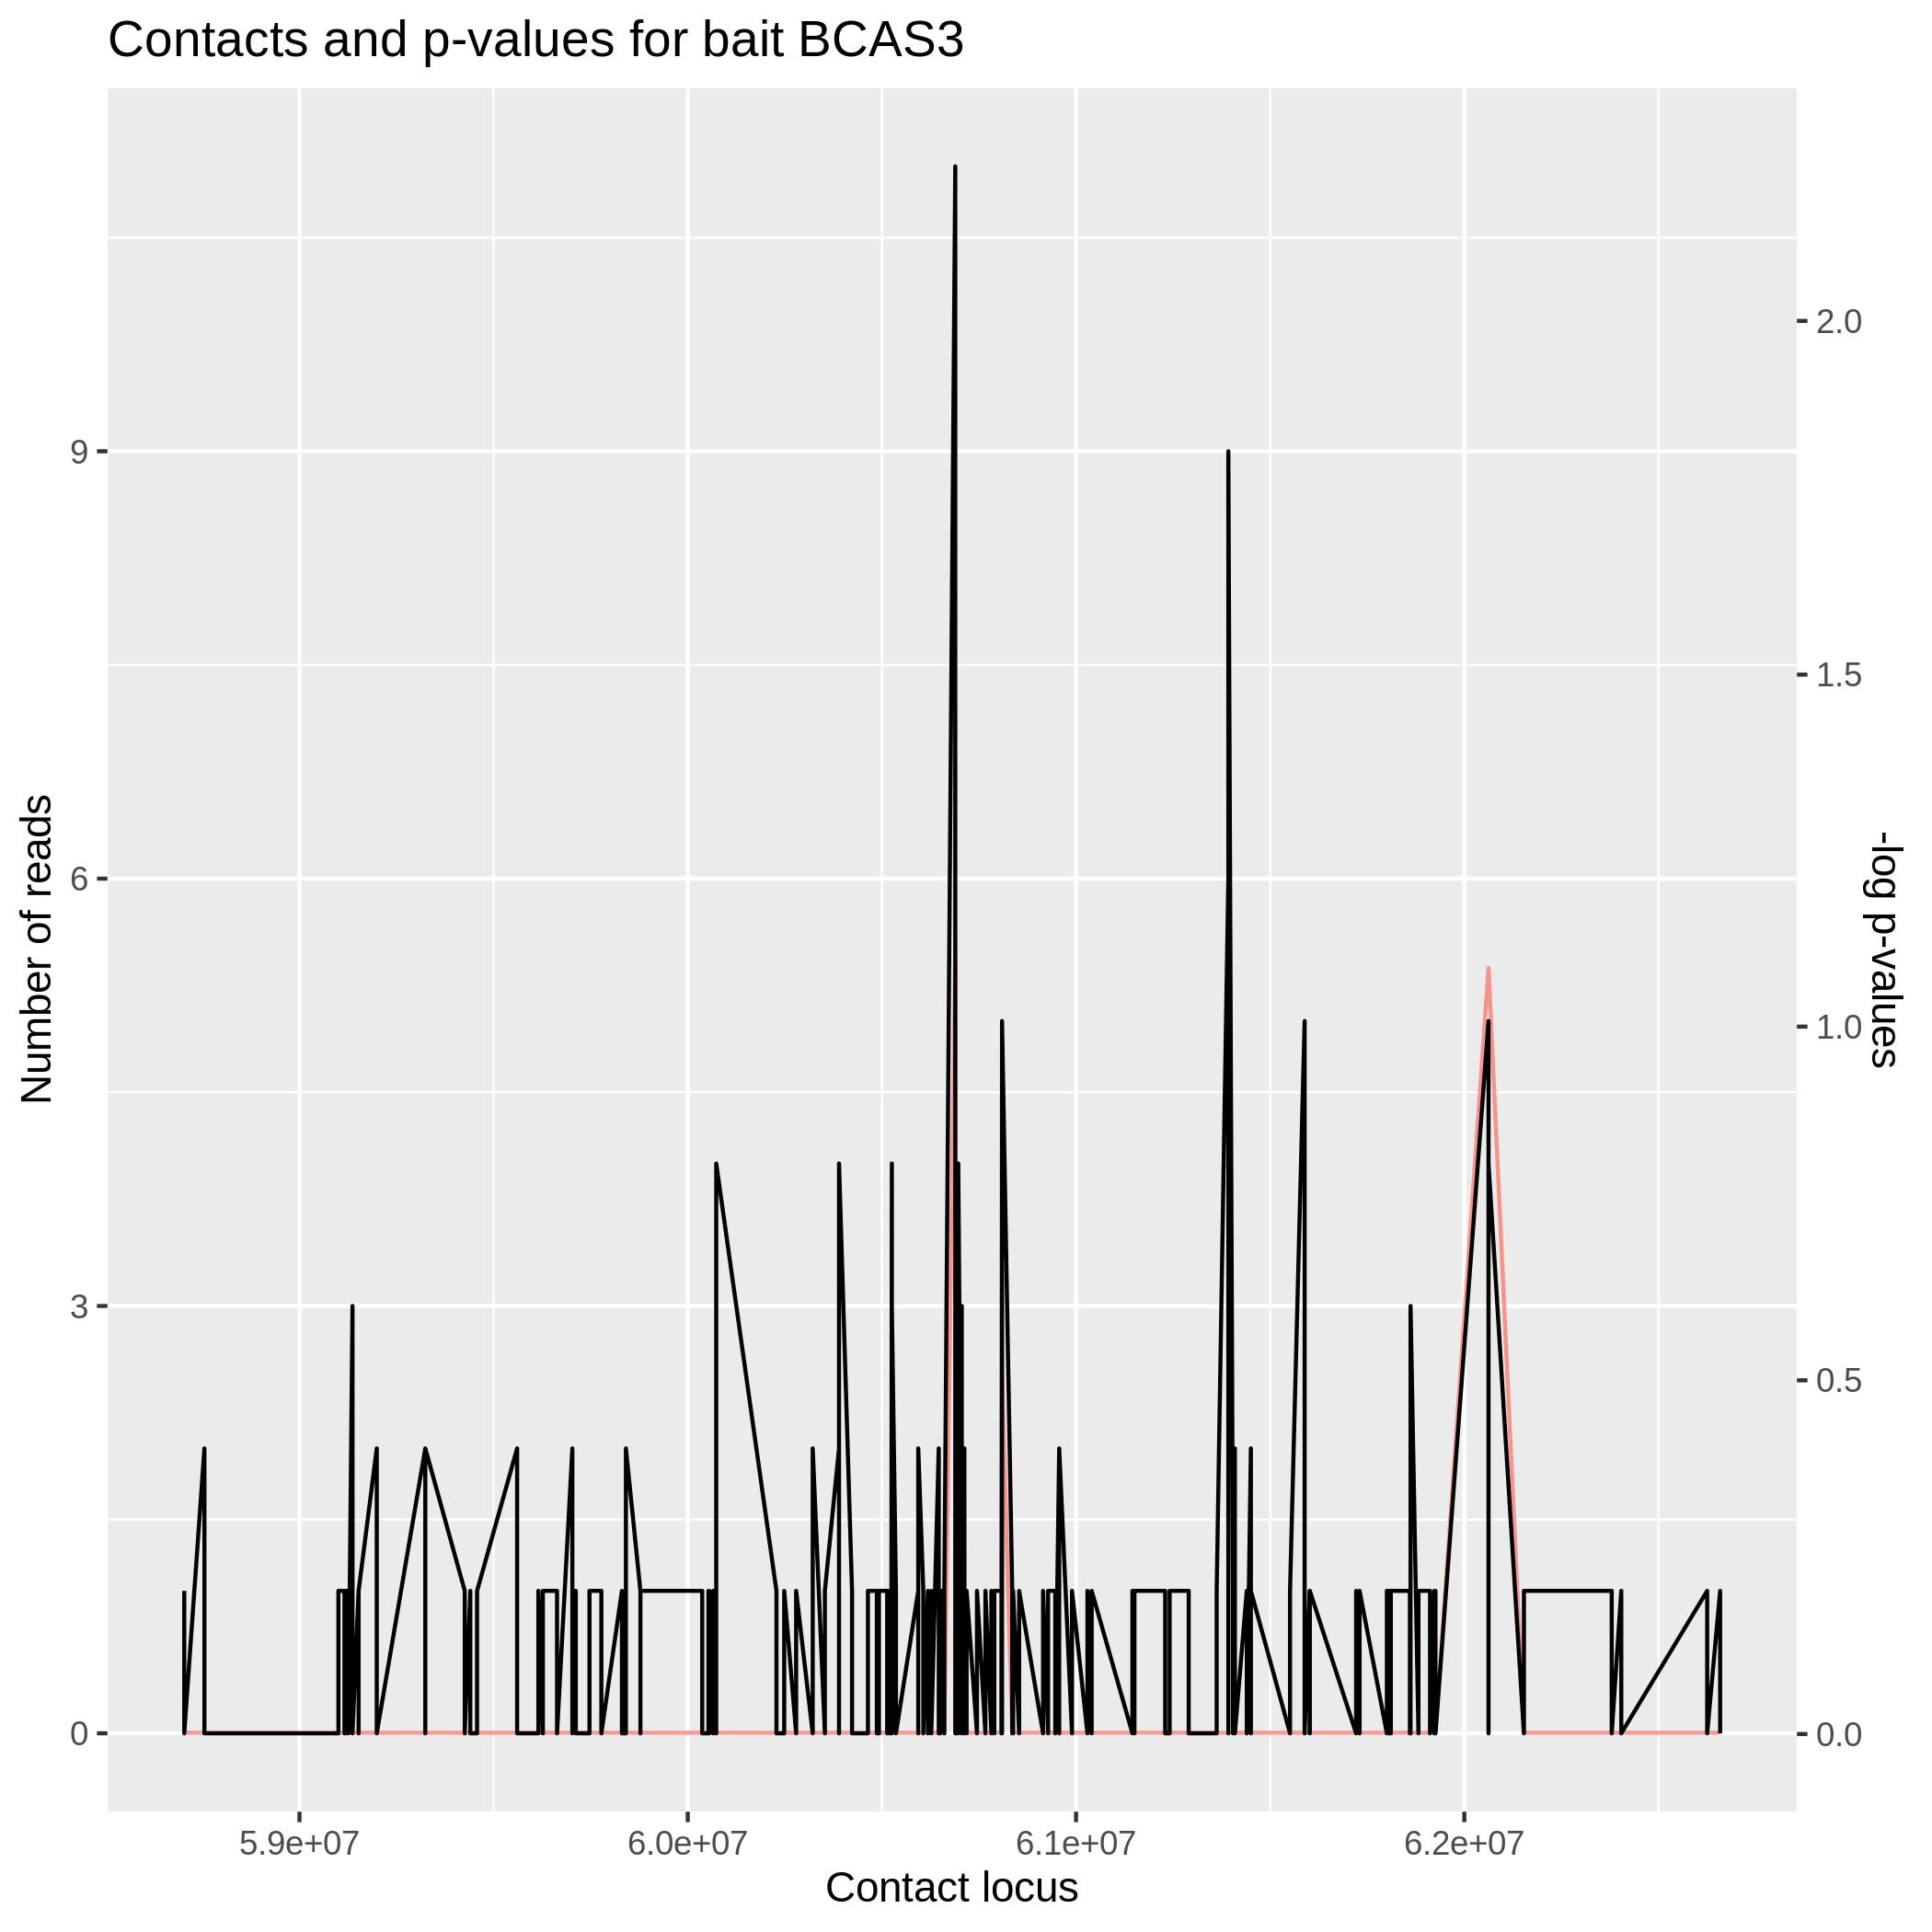 Contacts and p-values for bait BCAS3
Number of reads
9
6
3
0
2.0
1.5
1.0
0.5
0.0
-log p-values
5.9e+07 6.0e+07 6.1e+07 6.2e+07
Contact locus